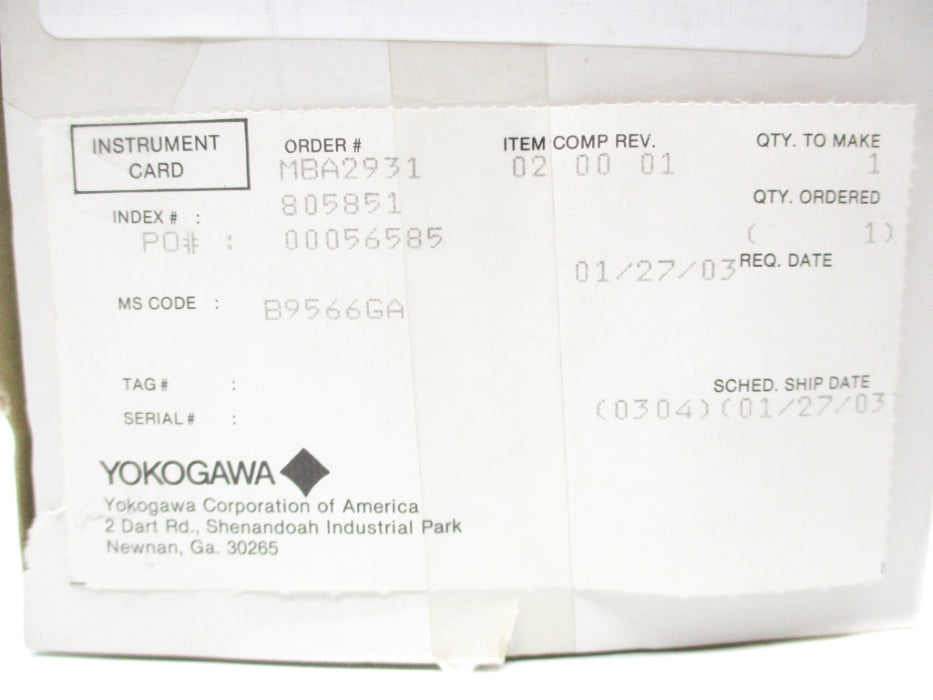 INSTRUMENT CARD
ORDER # ITEM COMP REV. QTY. TO MAKE
MBA2931 02 00 01 1
805851 QTY. ORDERED
INDEX # :
PO# : 00056585 ( 1)
01/27/03 REQ. DATE
MS CODE : B9566GA
TAG # : SCHED. SHIP DATE
(0304)(01/27/03)
SERIAL # :
YOKOGAWA
Yokogawa Corporation of America
2 Dart Rd., Shenandoah Industrial Park
Newnan, Ga. 30265